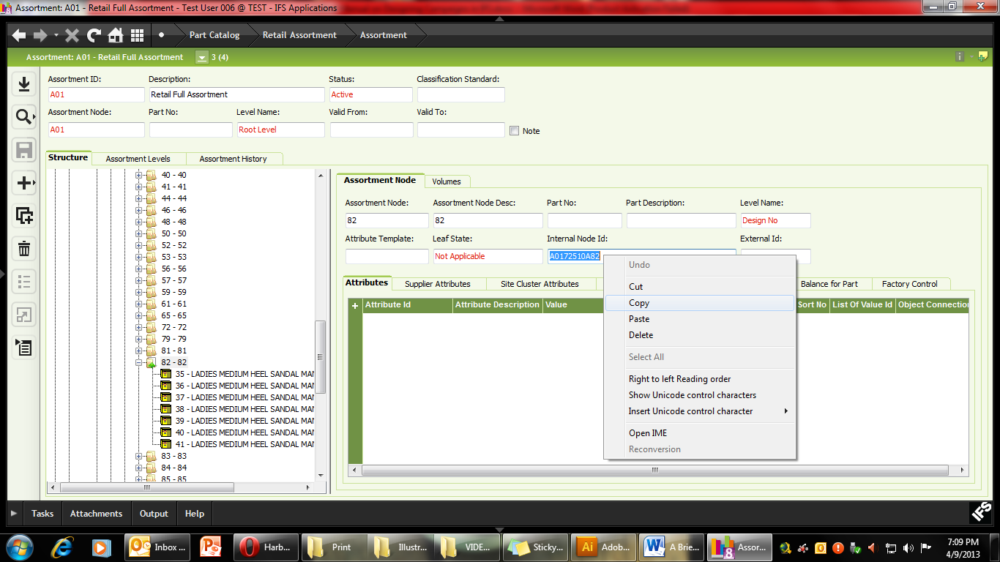 Assortment: A01 - Retail Full Assortment - Test User 006 @ TEST - IFS Applications
Part Catalog Retail Assortment Assortment
Assortment: A01 - Retail Full Assortment 3 (4)
Assortment ID: Description: Status: Classification Standard:
A01 Retail Full Assortment Active
Assortment Node: Part No: Level Name: Valid From: Valid To:
A01 Root Level Note
Structure Assortment Levels Assortment History
40 - 40
41 - 41
44 - 44
46 - 46
48 - 48
50 - 50
52 - 52
53 - 53
56 - 56
57 - 57
59 - 59
61 - 61
65 - 65
72 - 72
79 - 79
81 - 81
82 - 82
35 - LADIES MEDIUM HEEL SANDAL MAN
36 - LADIES MEDIUM HEEL SANDAL MAN
37 - LADIES MEDIUM HEEL SANDAL MAN
38 - LADIES MEDIUM HEEL SANDAL MAN
39 - LADIES MEDIUM HEEL SANDAL MAN
40 - LADIES MEDIUM HEEL SANDAL MAN
41 - LADIES MEDIUM HEEL SANDAL MAN
83 - 83
84 - 84
85 - 85
Assortment Node Volumes
Assortment Node: Assortment Node Desc: Part No: Part Description: Level Name:
82 82 Design No
Attribute Template: Leaf State: Internal Node Id: External Id:
Not Applicable A0172510A82
Attributes Supplier Attributes Site Cluster Attributes Balance for Part Factory Control
Attribute Id Attribute Description Value Sort No List Of Value Id Object Connection
Undo
Cut
Copy
Paste
Delete
Select All
Right to left Reading order
Show Unicode control characters
Insert Unicode control character
Open IME
Reconversion
Tasks Attachments Output Help IFS
Inbox ... Harb... Print Illustr... VIDE... Sticky... Adob... A Brie... Assor...
7:09 PM
4/9/2013